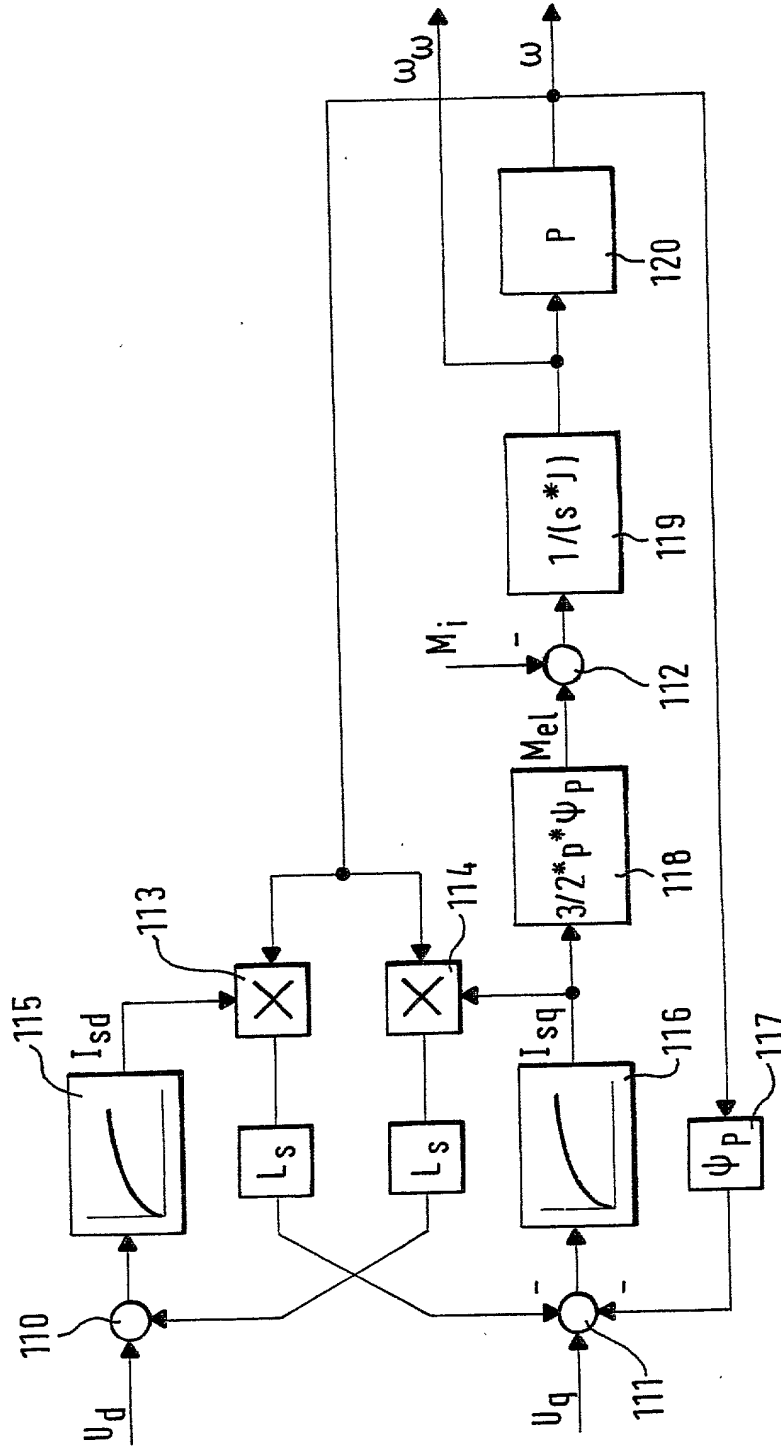 U_d
110
115
I_sd
113
L_s
L_s
114
ω_ω
ω
U_q
111
-
-
116
I_sq
3/2*p*ψ_p
118
M_el
M_i
-
112
1/(s*J)
119
P
120
ψ_p
117